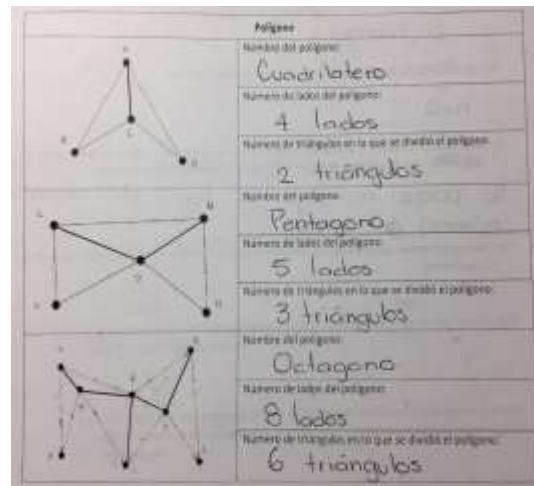 Polígono
Nombre del polígono:
Cuadrilatero
Número de lados del polígono:
4 lados
Número de triángulos en lo que se dividió el polígono:
2 triángulos
Nombre del polígono:
Pentagono.
Número de lados del polígono:
5 lados
Número de triángulos en lo que se dividió el polígono:
3 triángulos
Nombre del polígono:
Octagono
Número de lados del polígono:
8 lados
Número de triángulos en lo que se dividió el polígono:
6 triángulos